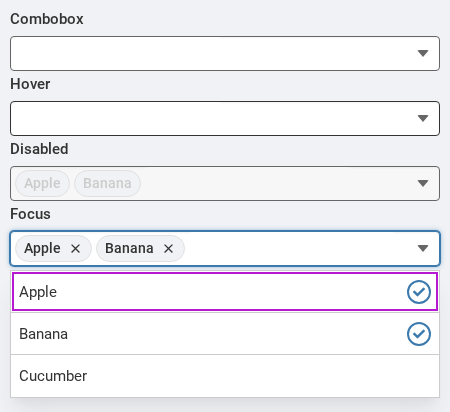 Combobox
Hover
Disabled
Apple Banana
Focus
Apple Banana
Apple
Banana
Cucumber